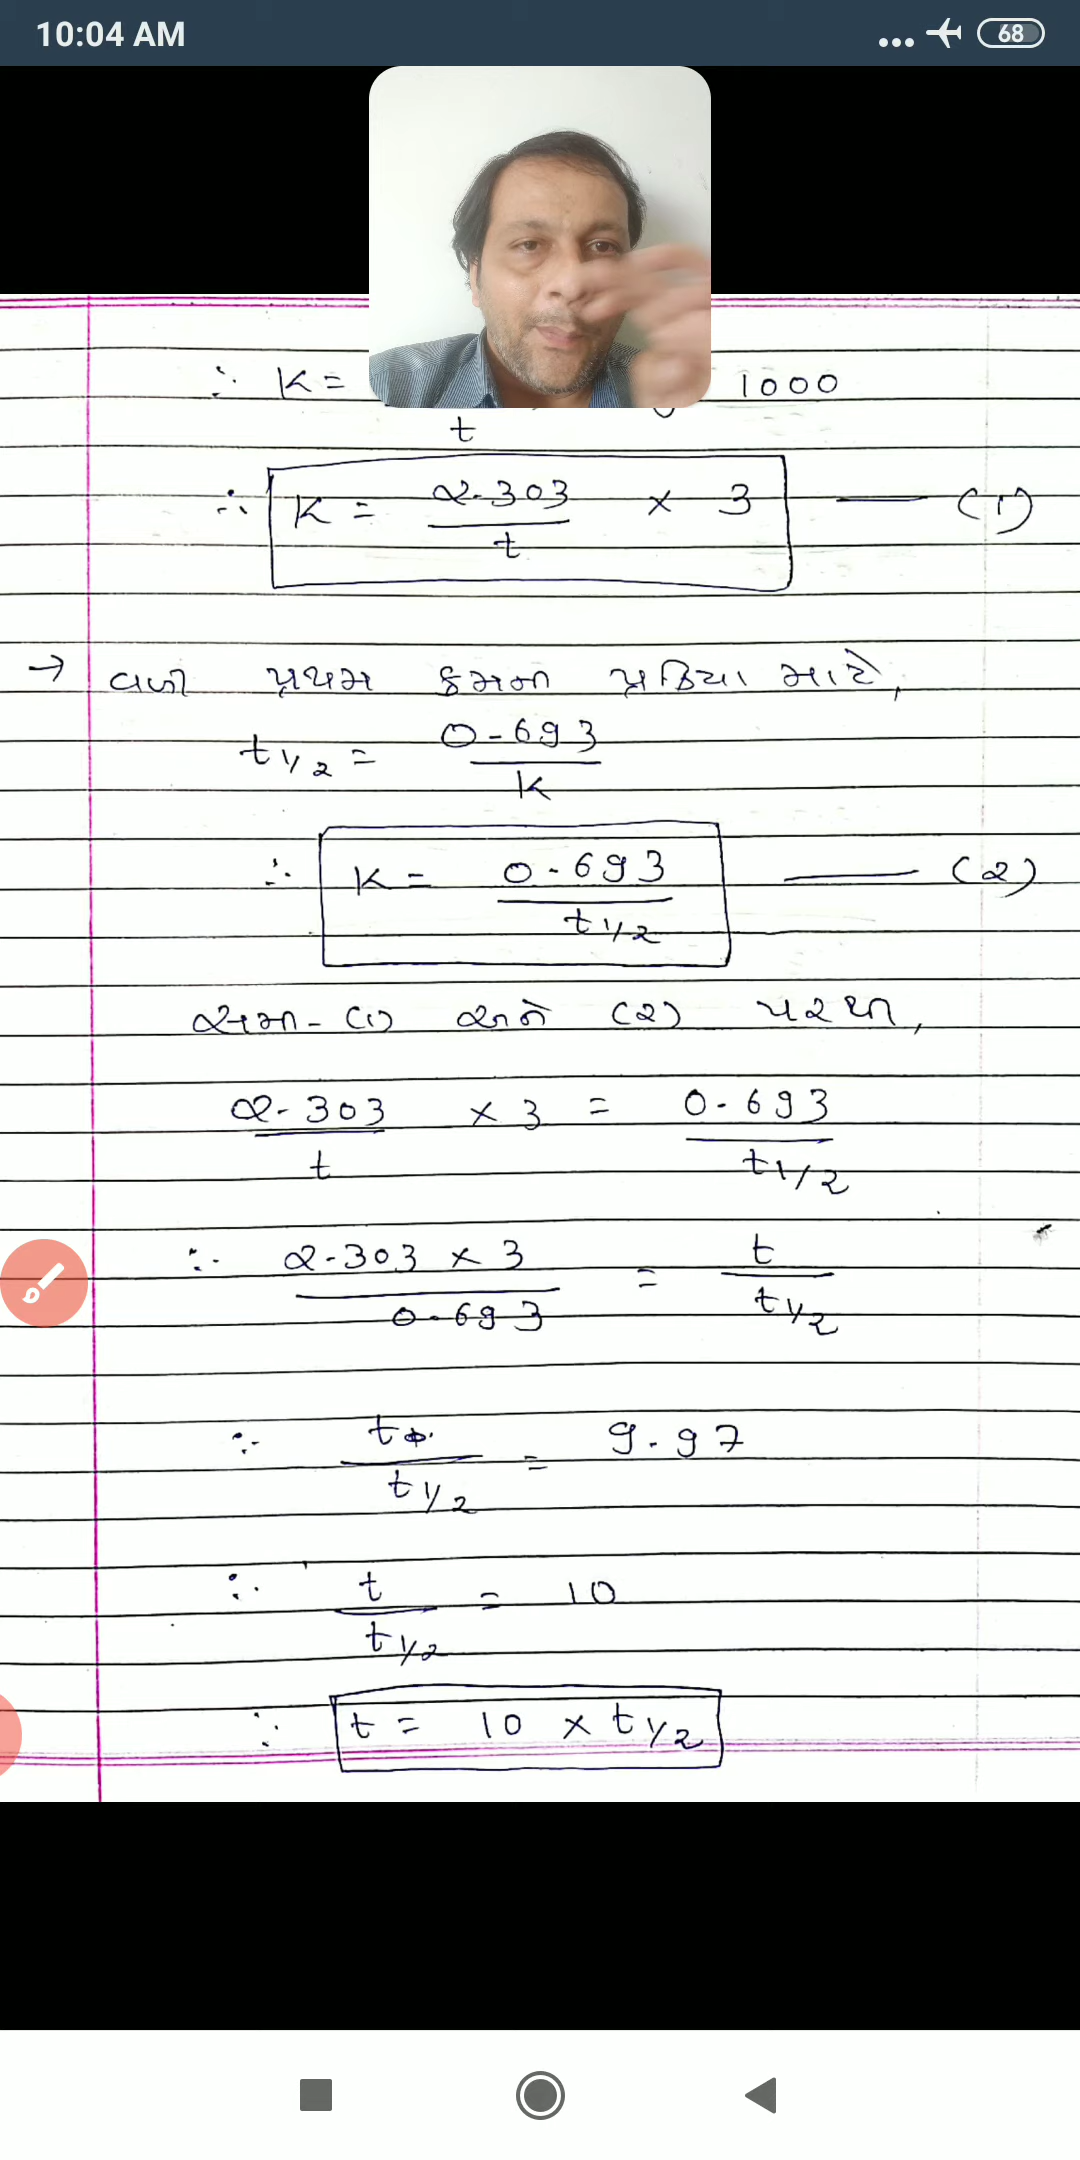 10:04 AM
68
∴ K =
1000
t
∴ K = 2.303 / t × 3 —— (1)
→ વળી પ્રથમ ક્રમની પ્રક્રિયા માટે,
t1/2 = 0.693 / K
∴ K = 0.693 / t1/2 —— (2)
સમી-(1) અને (2) પરથી,
2.303 / t × 3 = 0.693 / t1/2
∴ 2.303 × 3 / 0.693 = t / t1/2
∴ t / t1/2 = 9.97
∴ t / t1/2 = 10
∴ t = 10 × t1/2